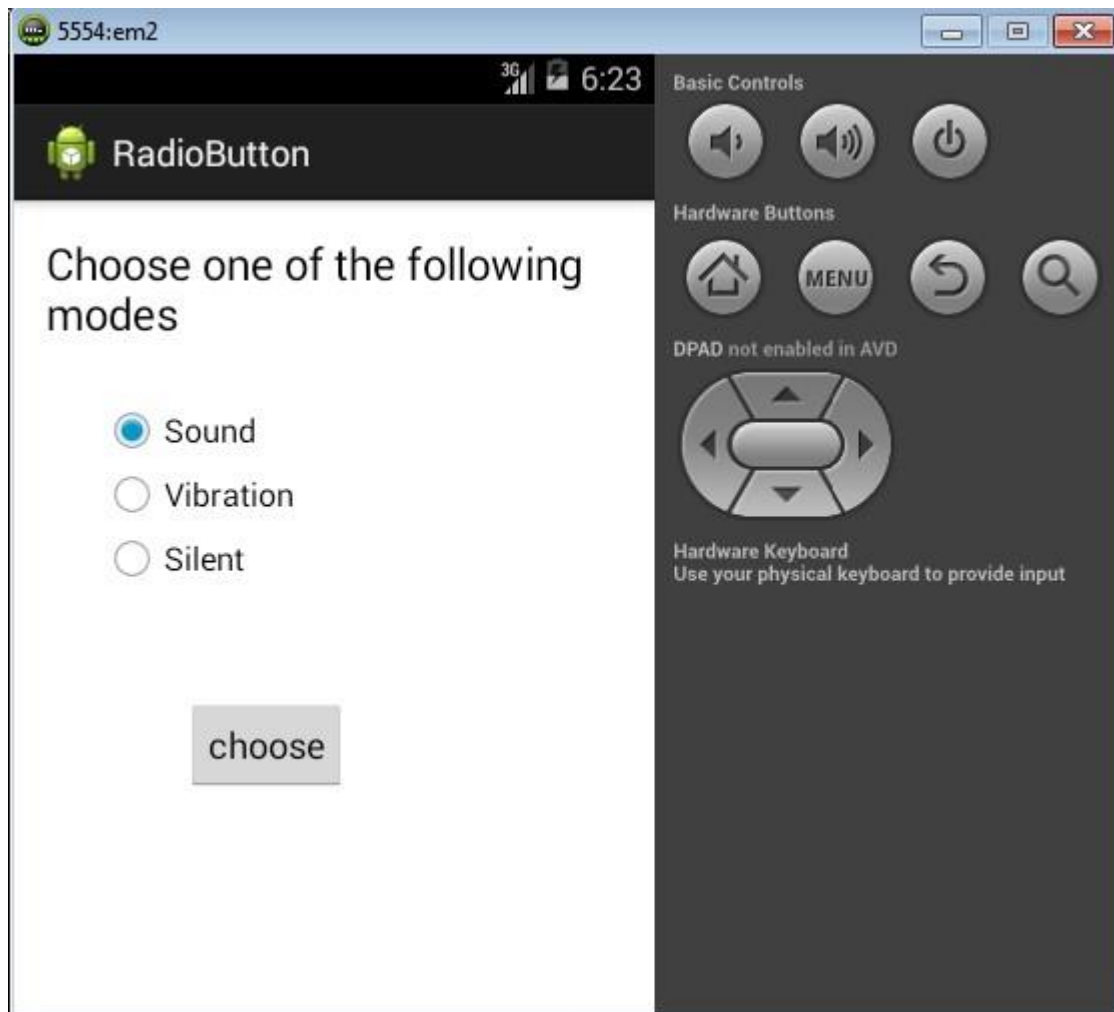 5554:em2
3G 6:23
RadioButton
Choose one of the following
modes
Sound
Vibration
Silent
choose
Basic Controls
Hardware Buttons
MENU
DPAD not enabled in AVD
Hardware Keyboard
Use your physical keyboard to provide input